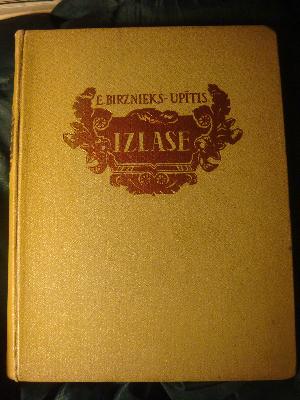 E. BIRZNIEKS-UPĪTIS
IZLASE